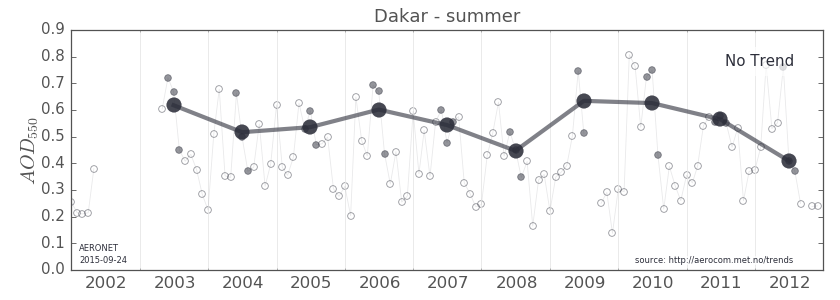 Dakar - summer
No Trend
0.9
0.8
0.7
0.6
0.5
0.4
0.3
0.2
0.1
0.0
AOD550
AERONET
2015-09-24
source: http://aerocom.met.no/trends
2002 2003 2004 2005 2006 2007 2008 2009 2010 2011 2012